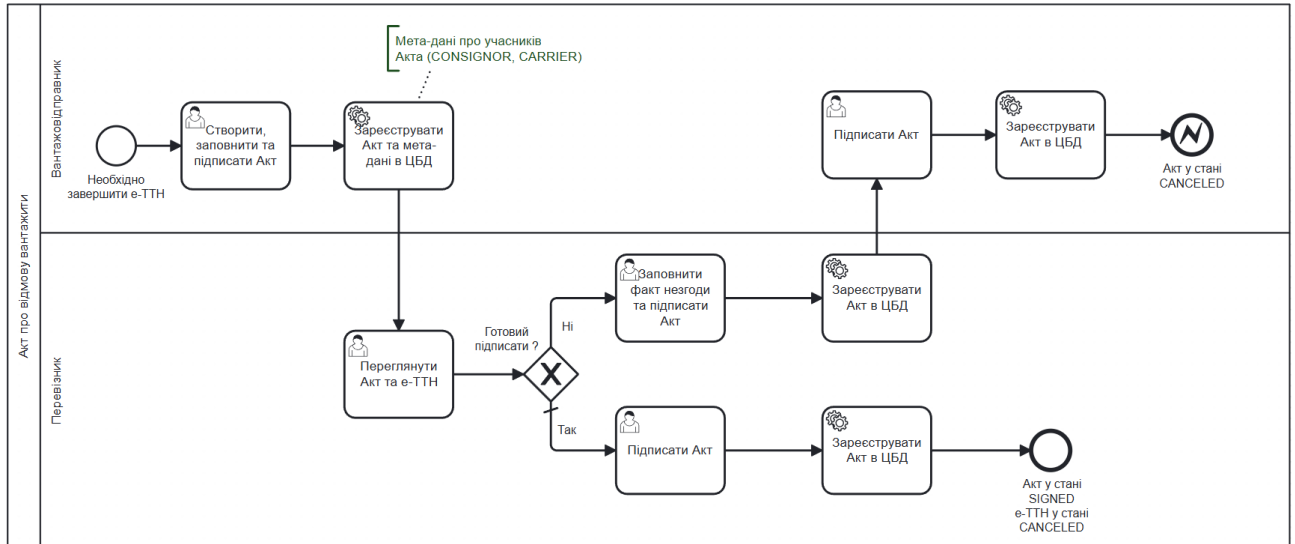 Акт про відмову вантажити
Вантажовідправник
Мета-дані про учасників
Акта (CONSIGNOR, CARRIER)
Необхідно
завершити е-ТТН
Створити,
заповнити та
підписати Акт
Зареєструвати
Акт та мета-
дані в ЦБД
Підписати Акт
Зареєструвати
Акт в ЦБД
Акт у стані
CANCELED
Перевізник
Переглянути
Акт та е-ТТН
Готовий
підписати ?
Ні
Заповнити
факт незгоди
та підписати
Акт
Зареєструвати
Акт в ЦБД
Так
Підписати Акт
Зареєструвати
Акт в ЦБД
Акт у стані
SIGNED
е-ТТН у стані
CANCELED